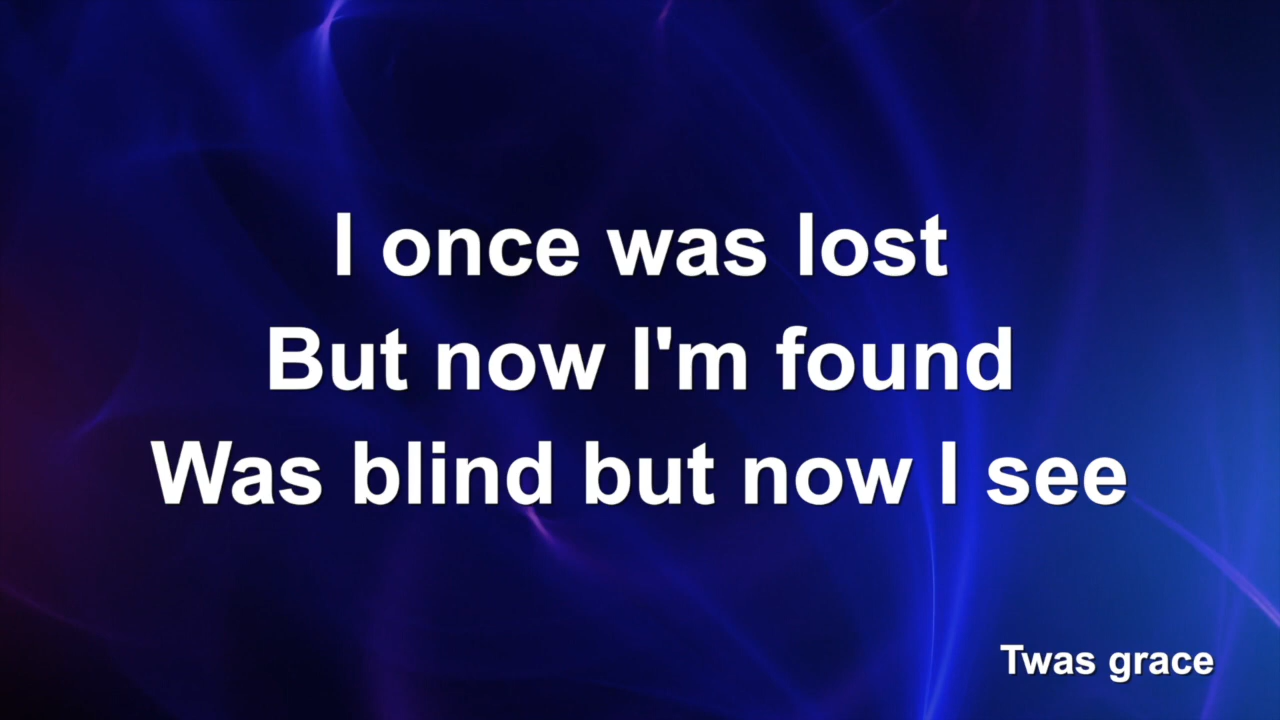 I once was lost
But now I'm found
Was blind but now I see
Twas grace